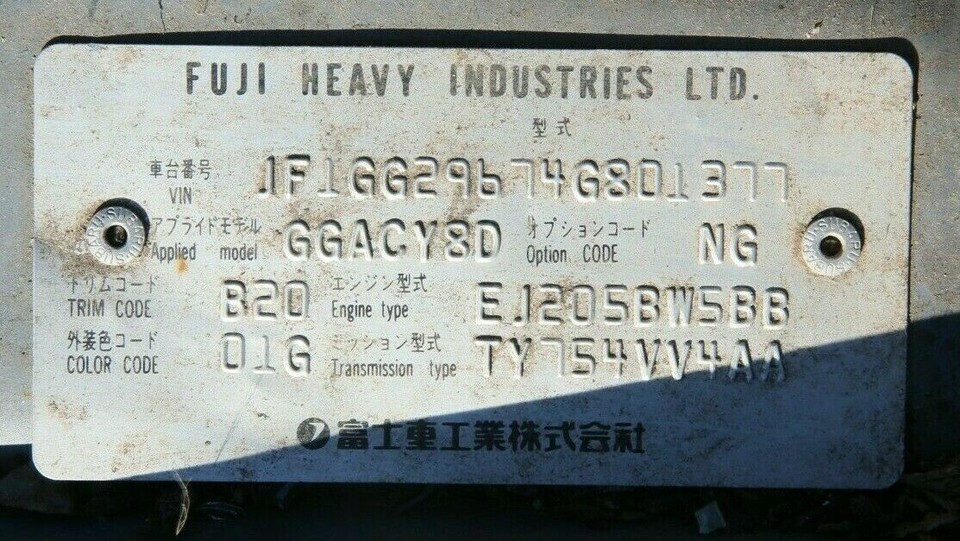 FUJI HEAVY INDUSTRIES LTD.
型式
車台番号
VIN JF1GG29674G801377
アプライドモデル オプションコード
Applied model GGACY8D Option CODE NG
トリムコード エンジン型式
TRIM CODE B20 Engine type EJ205BW5BB
外装色コード ミッション型式
COLOR CODE 01G Transmission type TY754VV4AA
富士重工業株式会社